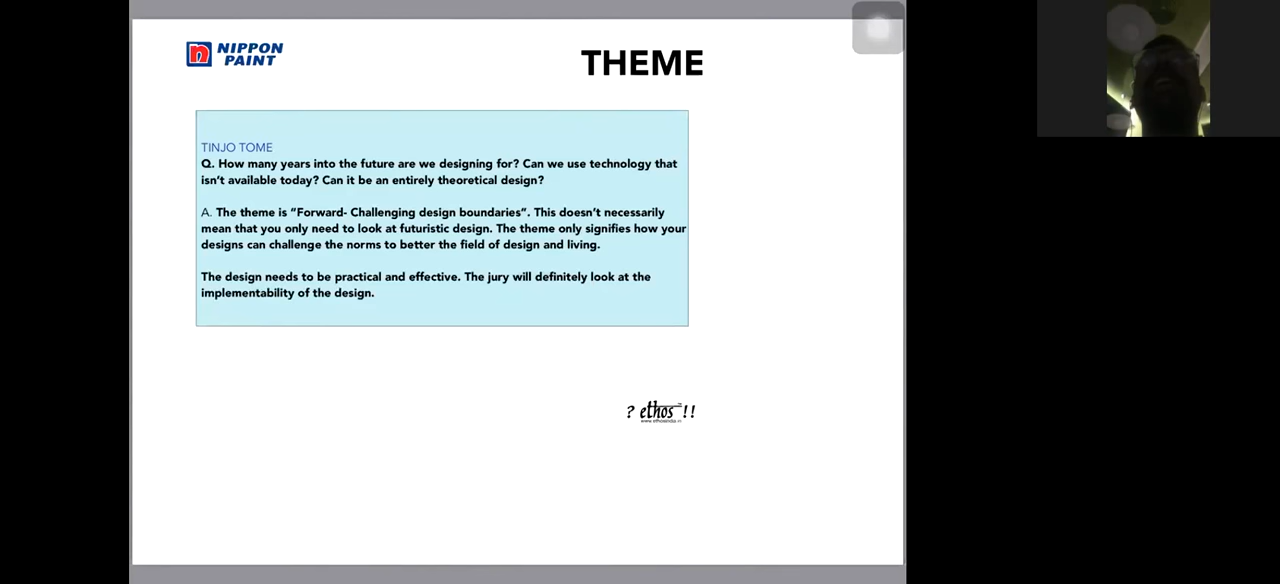 NIPPON
PAINT
THEME
TINJO TOME
Q. How many years into the future are we designing for? Can we use technology that
isn't available today? Can it be an entirely theoretical design?
A. The theme is "Forward- Challenging design boundaries". This doesn't necessarily
mean that you only need to look at futuristic design. The theme only signifies how your
designs can challenge the norms to better the field of design and living.
The design needs to be practical and effective. The jury will definitely look at the
implementability of the design.
? ethos !!
www.ethosindia.in